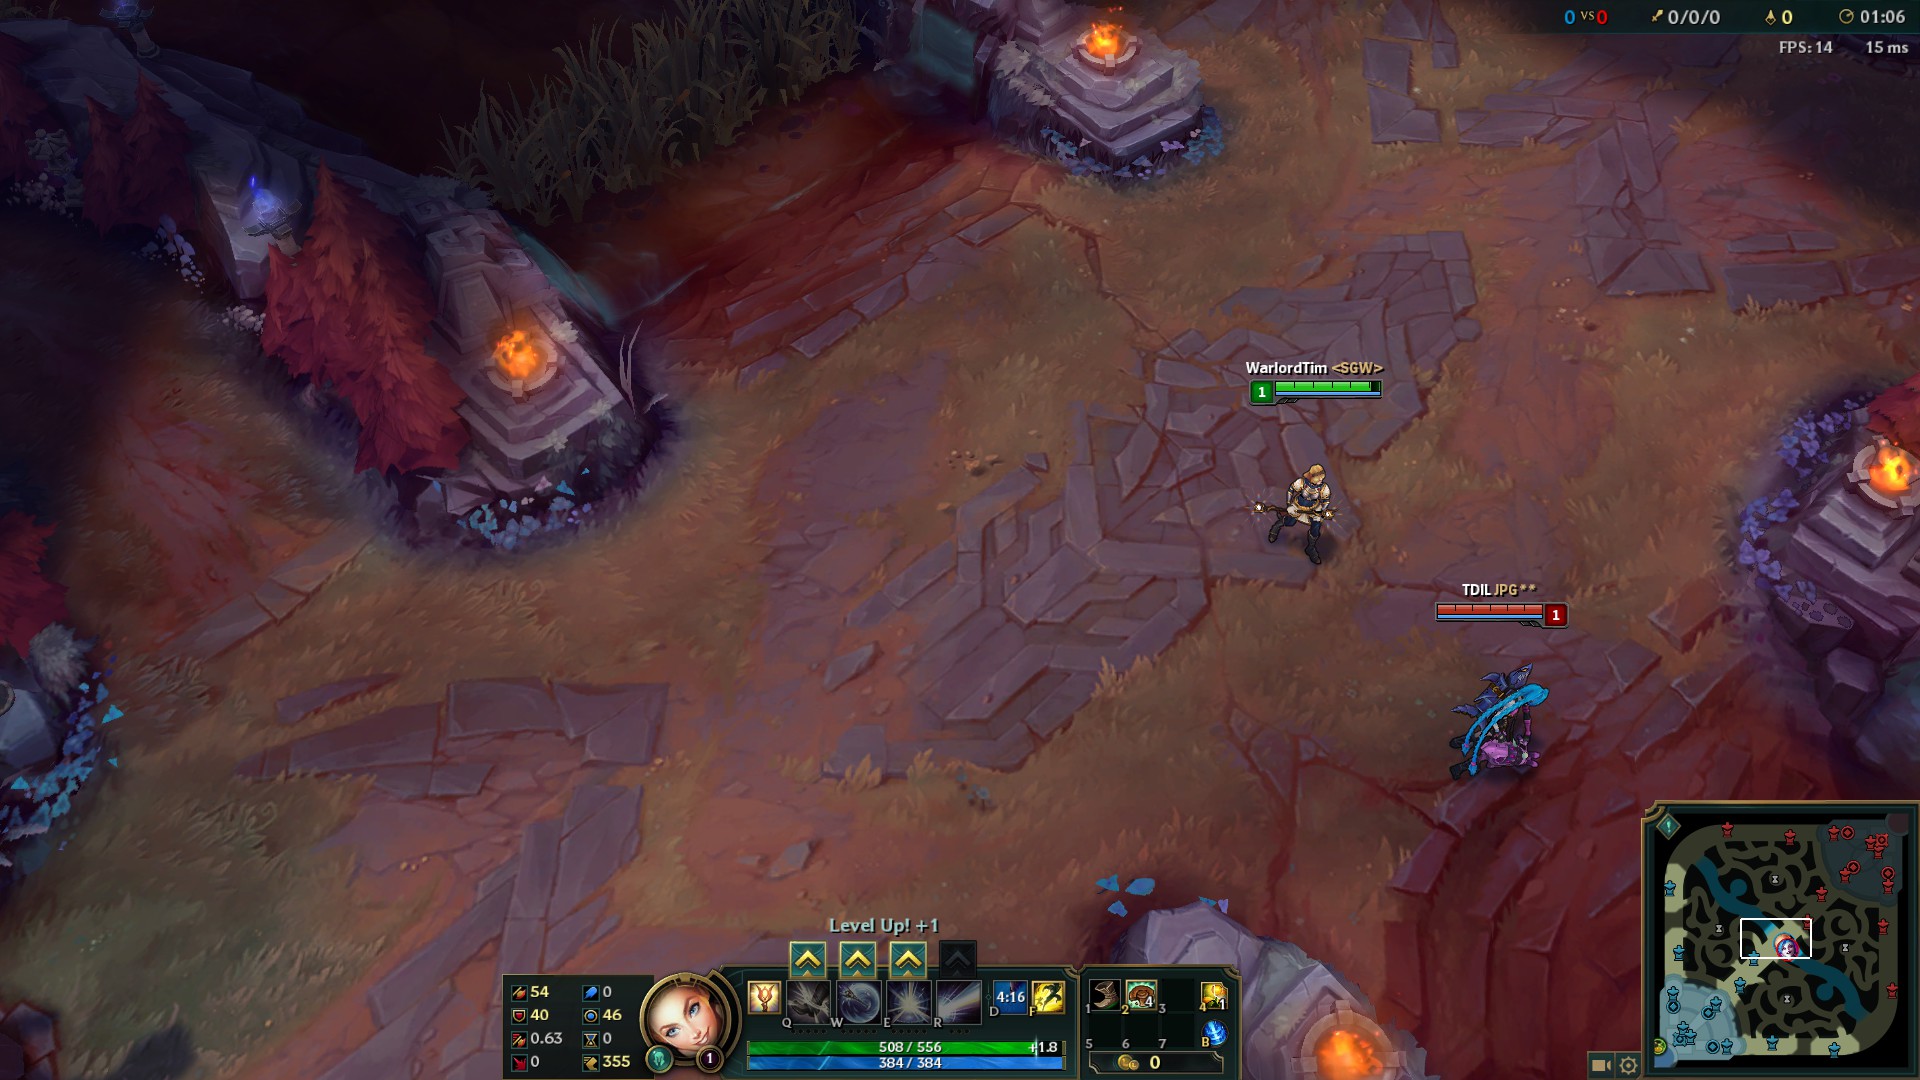 0 VS 0 0/0/0 0 01:06
FPS: 14 15 ms
WarlordTim <SGW>
1
TDIL JPG**
1
Level Up! +1
54 0
40 46
0.63 0
0 355
1
Q W E R
4:16
D F
1 2 4 3 4 1
5 6 7 B
508 / 556 +1.8
384 / 384
0